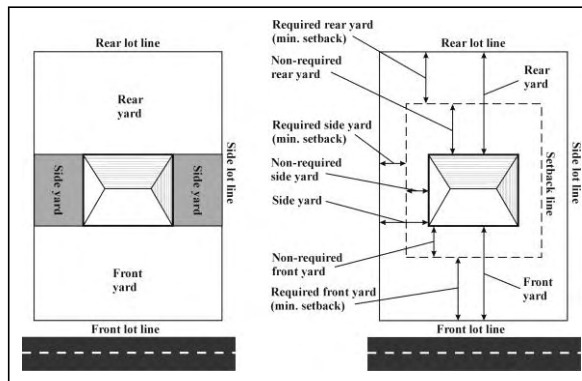 Rear lot line
Rear
yard
Side yard
Side yard
Side lot line
Front
yard
Front lot line
Required rear yard
(min. setback)
Rear lot line
Non-required
rear yard
Rear
yard
Required side yard
(min. setback)
Non-required
side yard
Side yard
Setback line
Side lot line
Non-required
front yard
Required front yard
(min. setback)
Front
yard
Front lot line